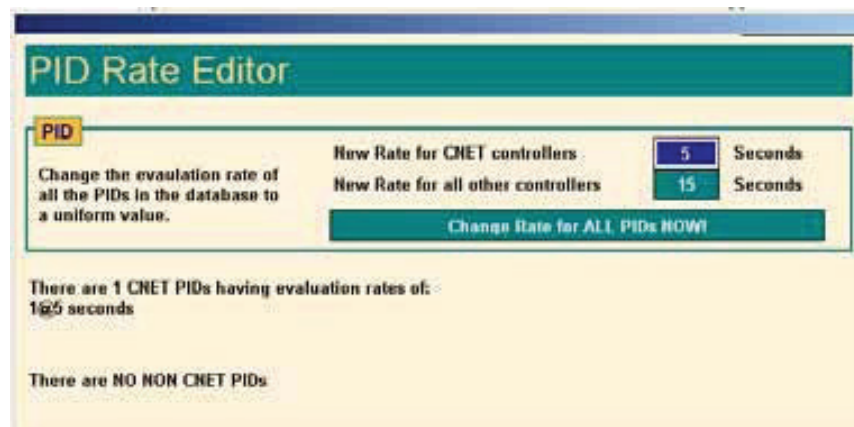 PID Rate Editor
PID
Change the evaulation rate of
all the PIDs in the database to
a uniform value.
New Rate for CNET controllers 5 Seconds
New Rate for all other controllers 15 Seconds
Change Rate for ALL PIDs NOW!
There are 1 CNET PIDs having evaluation rates of:
1@5 seconds
There are NO NON CNET PIDs